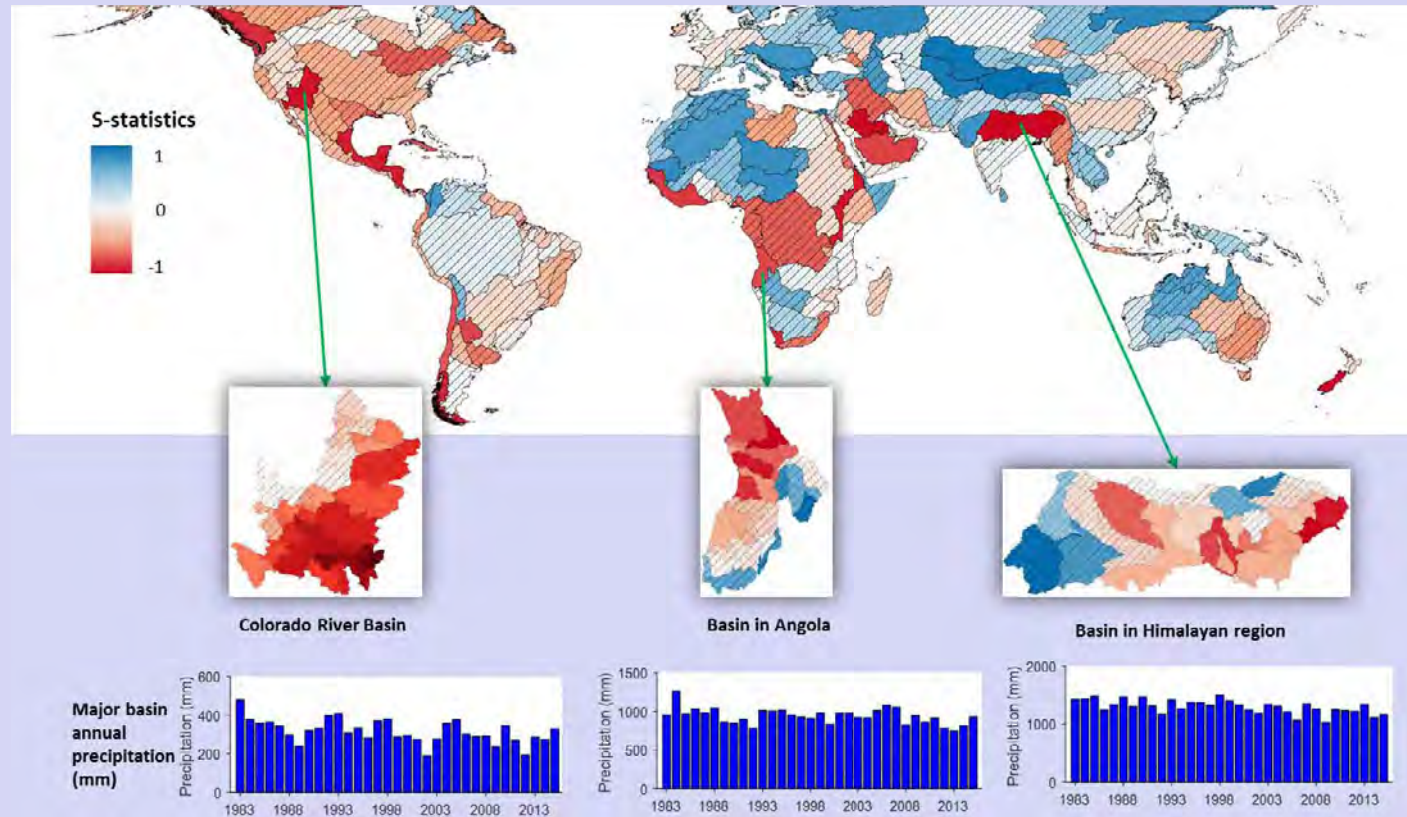 S-statistics
1
0
-1
Colorado River Basin
Basin in Angola
Basin in Himalayan region
Major basin
annual
precipitation
(mm)
Precipitation (mm)
600
400
200
0
1983 1988 1993 1998 2003 2008 2013
Precipitation (mm)
1500
1000
500
0
1983 1988 1993 1998 2003 2008 2013
Precipitation (mm)
2000
1000
0
1983 1988 1993 1998 2003 2008 2013